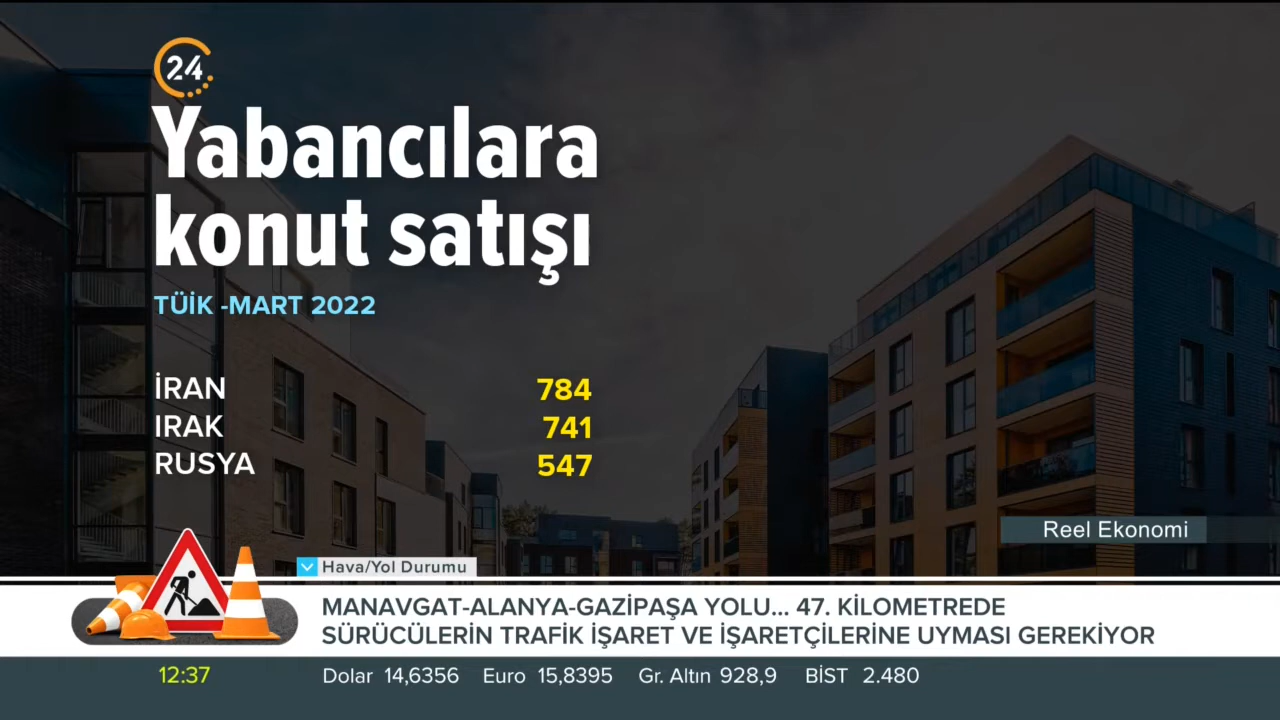 24
Yabancılara
konut satışı
TÜİK -MART 2022
İRAN 784
IRAK 741
RUSYA 547
Reel Ekonomi
Hava/Yol Durumu
MANAVGAT-ALANYA-GAZİPAŞA YOLU... 47. KİLOMETREDE
SÜRÜCÜLERİN TRAFİK İŞARET VE İŞARETÇİLERİNE UYMASI GEREKİYOR
12:37 Dolar 14,6356 Euro 15,8395 Gr. Altın 928,9 BİST 2.480